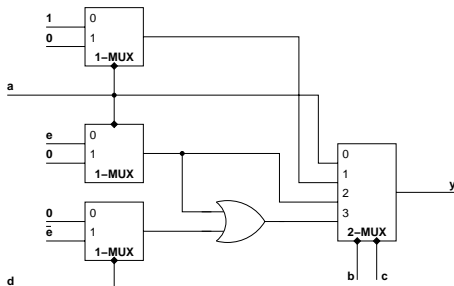 1 0
0 1
1-MUX
a
e 0 0
0 1 1
1-MUX 2
y
0 0 3
e̅ 1 2-MUX
1-MUX
b c
d